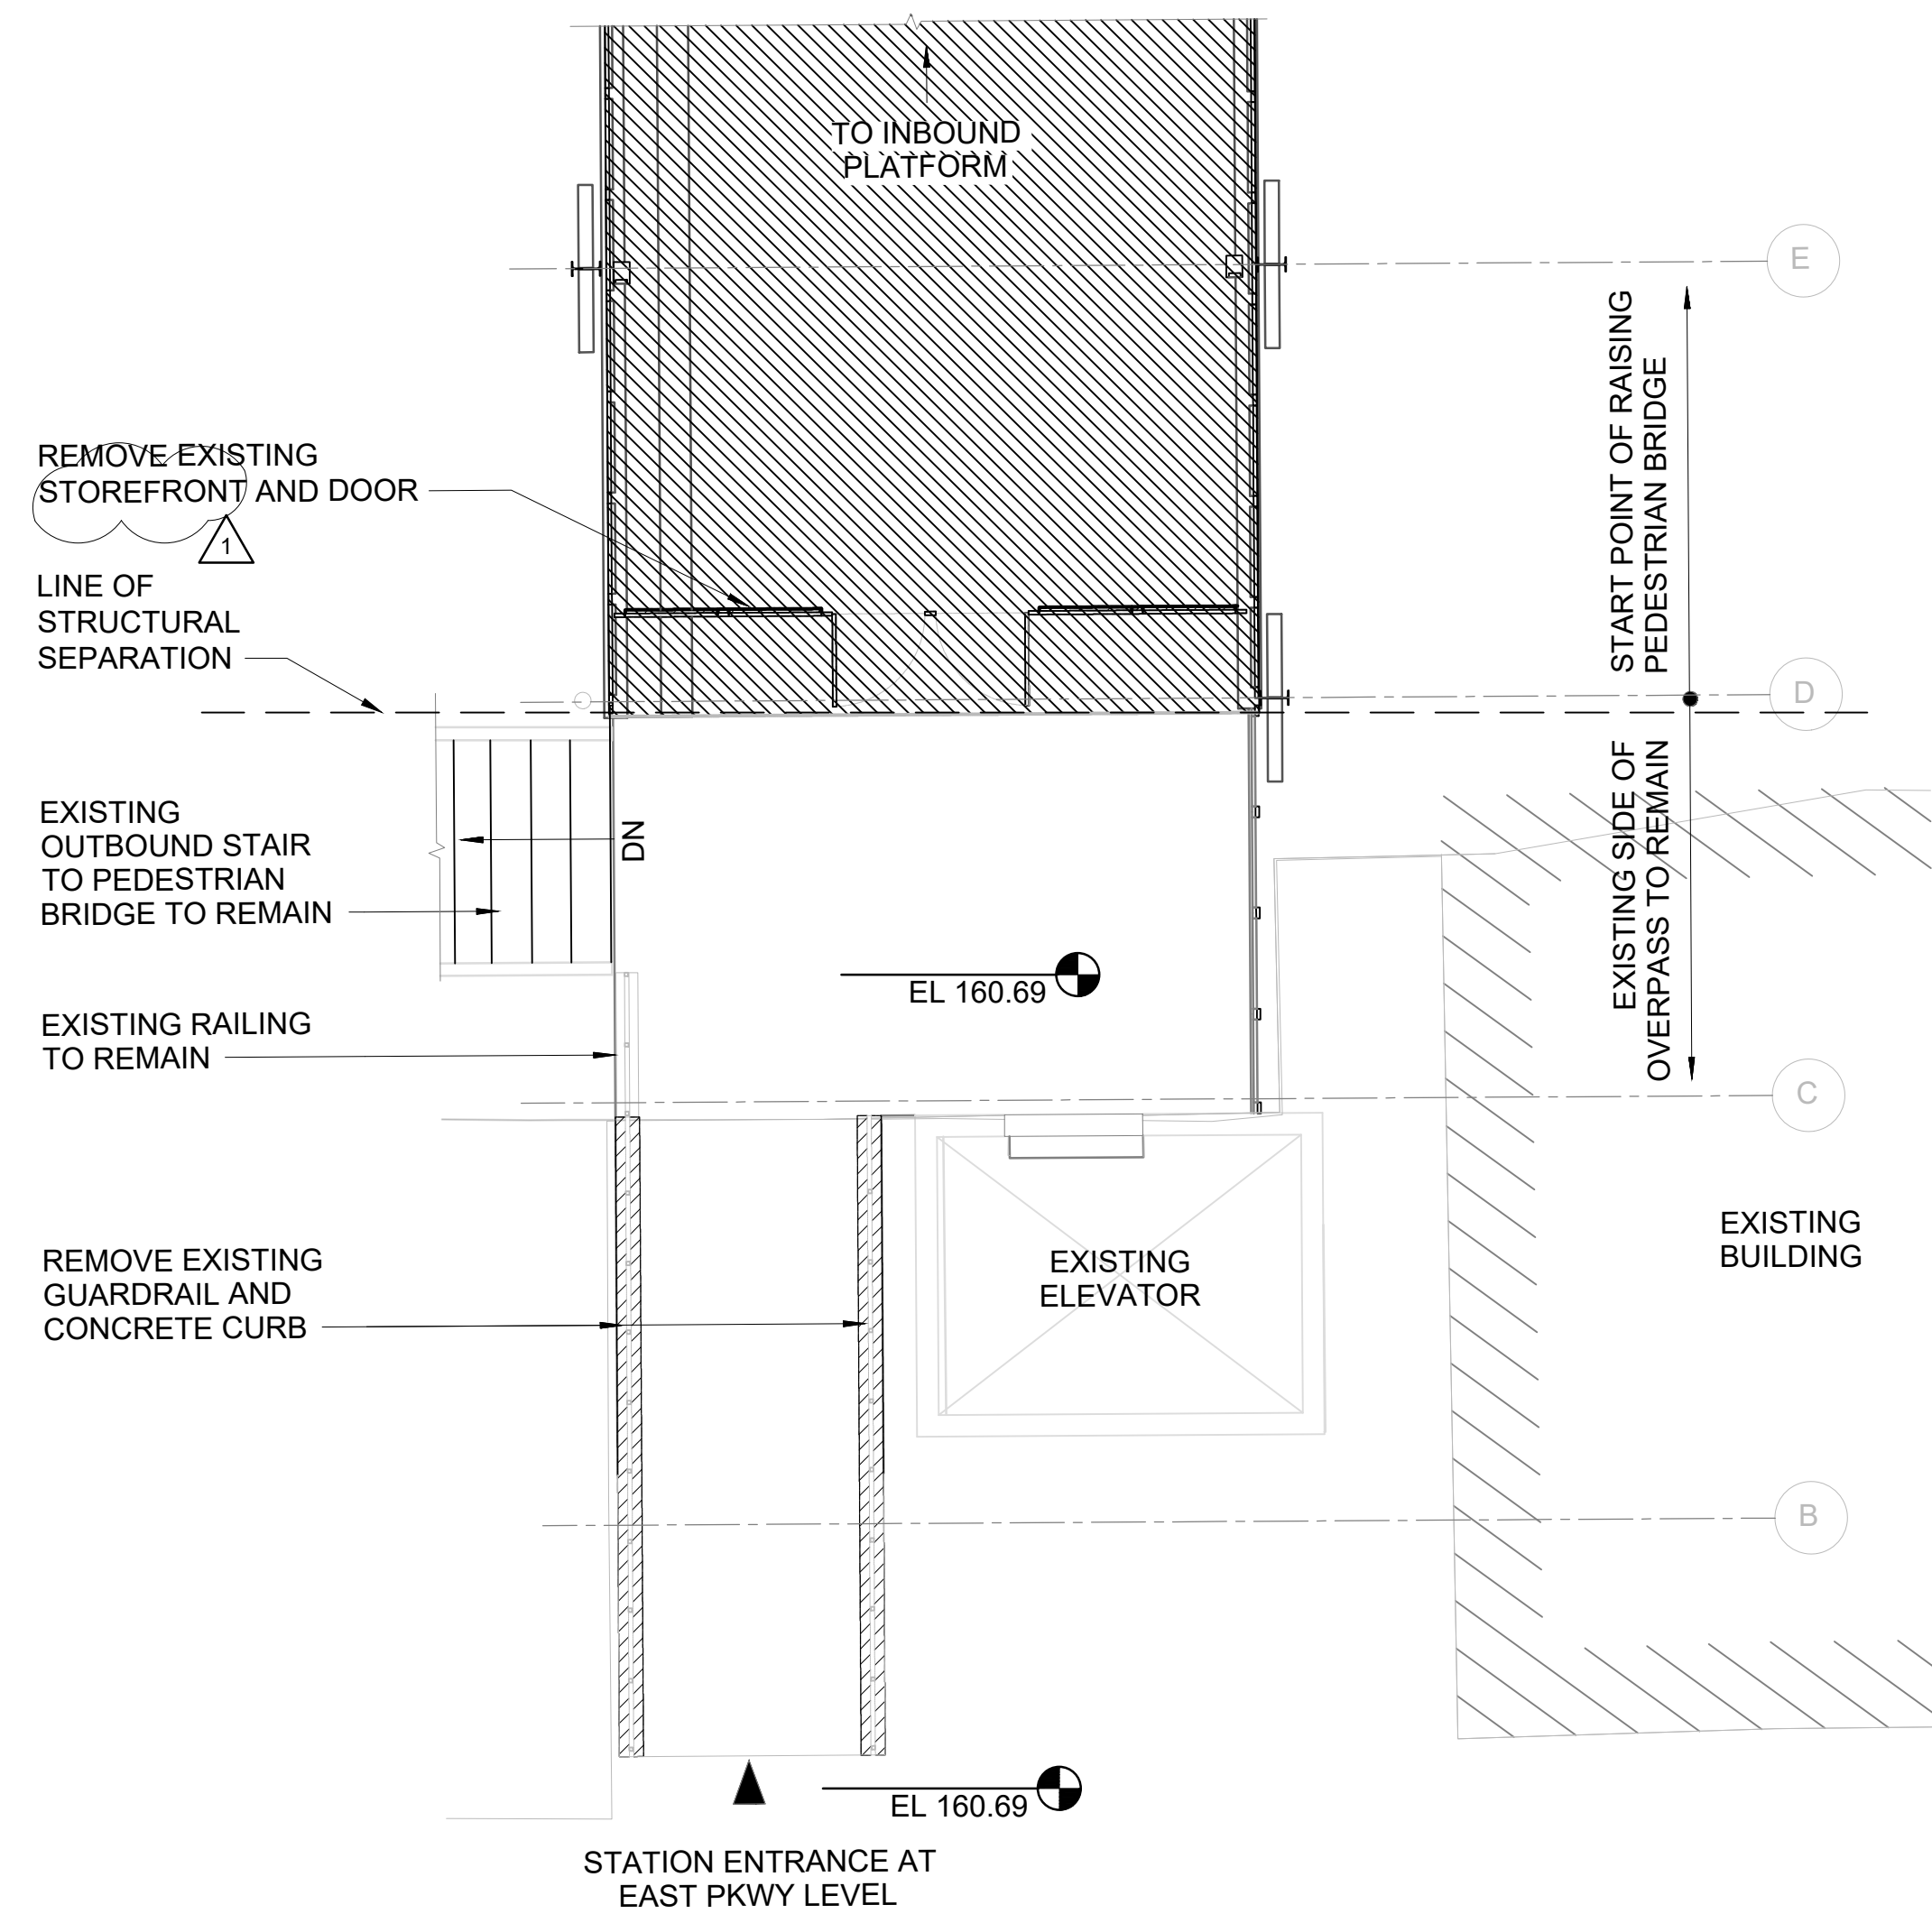 TO INBOUND
PLATFORM
E
START POINT OF RAISING
PEDESTRIAN BRIDGE
REMOVE EXISTING
STOREFRONT AND DOOR
1
LINE OF
STRUCTURAL
SEPARATION
D
EXISTING SIDE OF
OVERPASS TO REMAIN
EXISTING
OUTBOUND STAIR
TO PEDESTRIAN
BRIDGE TO REMAIN
DN
EL 160.69
EXISTING RAILING
TO REMAIN
C
EXISTING
BUILDING
REMOVE EXISTING
GUARDRAIL AND
CONCRETE CURB
EXISTING
ELEVATOR
B
EL 160.69
STATION ENTRANCE AT
EAST PKWY LEVEL